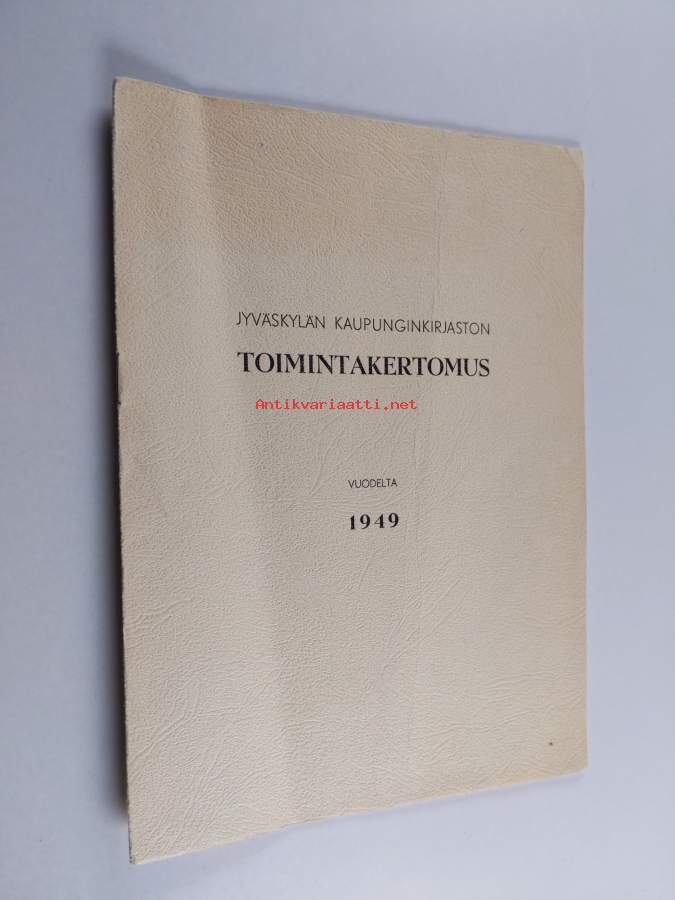 JYVÄSKYLÄN KAUPUNGINKIRJASTON
TOIMINTAKERTOMUS
Antikvariaatti.net
VUODELTA
1949